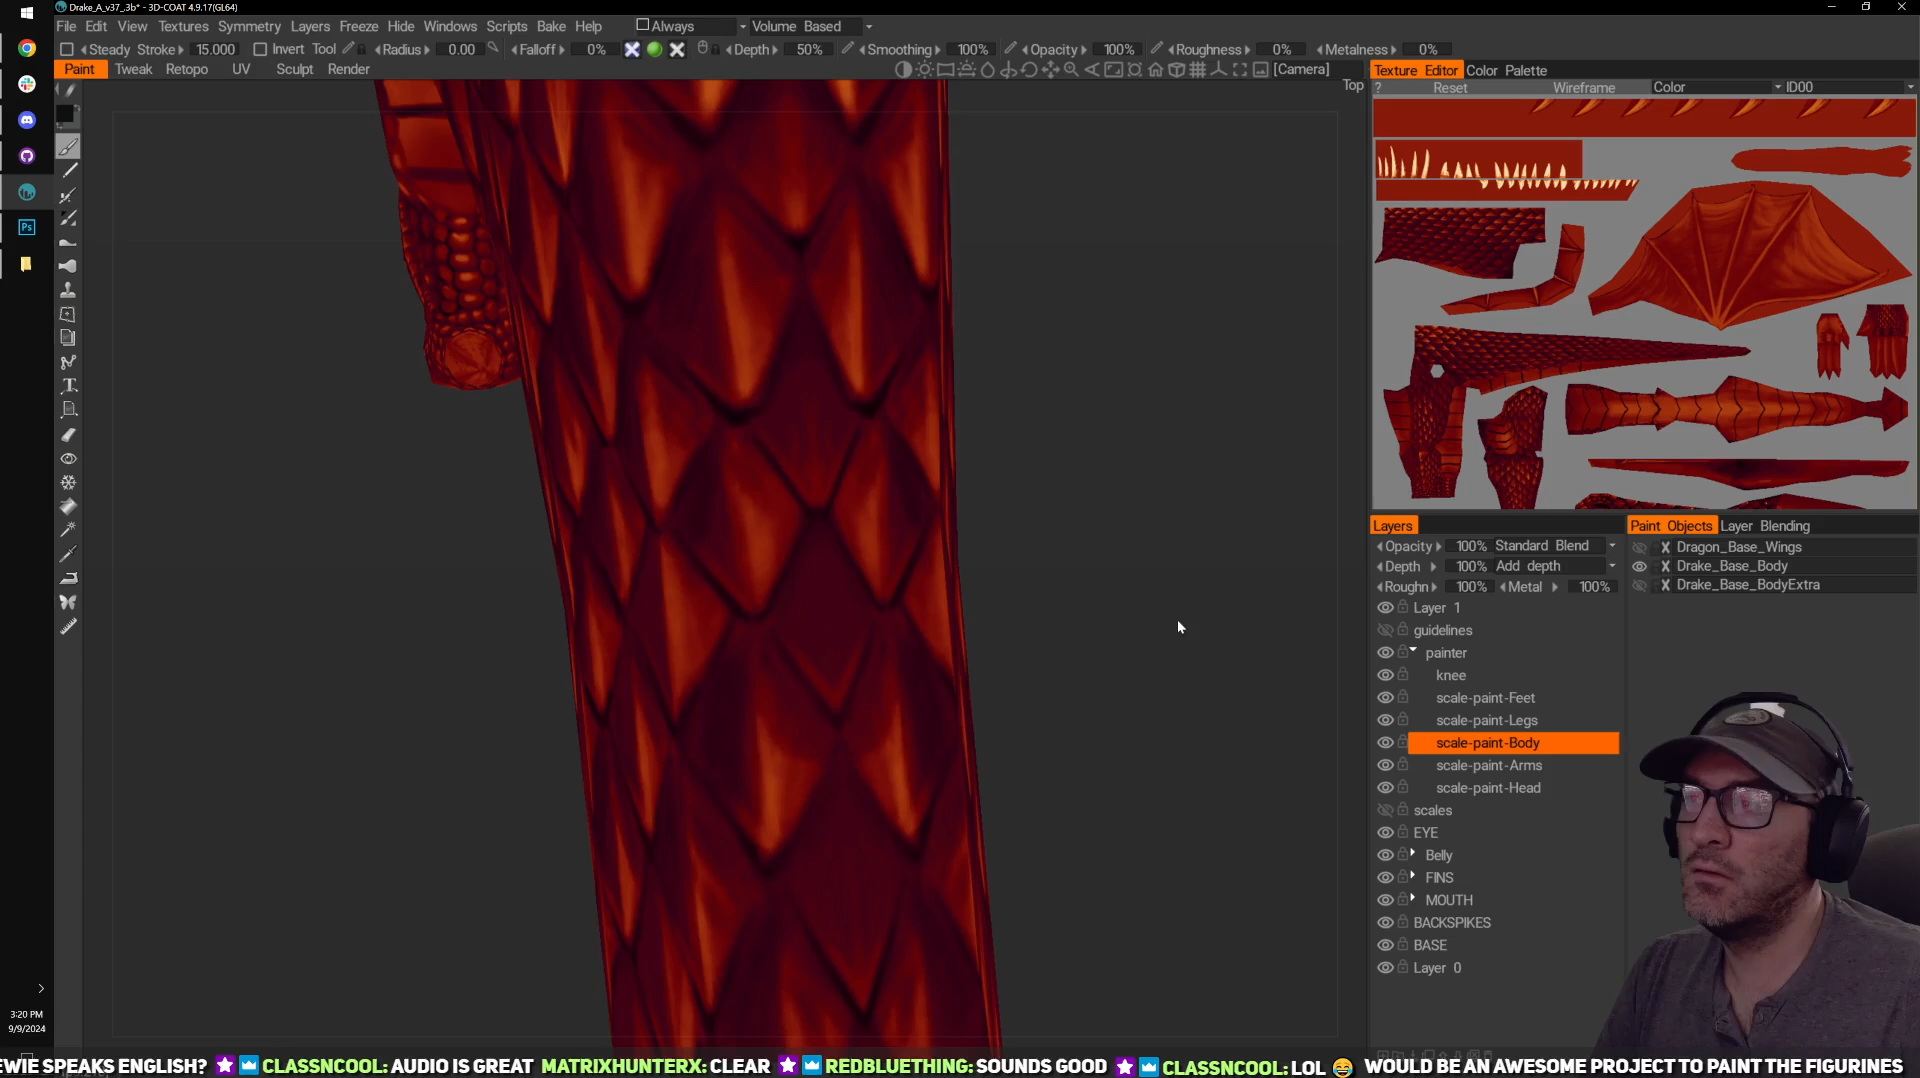 Drake_A_v37_.3b* - 3D-COAT 4.9.17(GL64)
File Edit View Textures Symmetry Layers Freeze Hide Windows Scripts Bake Help Always Volume Based
Steady Stroke 15.000 Invert Tool Radius 0.00 Falloff 0% Depth 50% Smoothing 100% Opacity 100% Roughness 0% Metalness 0%
Paint Tweak Retopo UV Sculpt Render [Camera]
Top
Texture Editor Color Palette
? Reset Wireframe Color ID00
Layers
Opacity 100% Standard Blend
Depth 100% Add depth
Roughn 100% Metal 100%
Layer 1
guidelines
painter
knee
scale-paint-Feet
scale-paint-Legs
scale-paint-Body
scale-paint-Arms
scale-paint-Head
scales
EYE
Belly
FINS
MOUTH
BACKSPIKES
BASE
Layer 0
Paint Objects Layer Blending
Dragon_Base_Wings
Drake_Base_Body
Drake_Base_BodyExtra
Ps
3:20 PM
9/9/2024
EWIE SPEAKS ENGLISH? CLASSNCOOL: AUDIO IS GREAT MATRIXHUNTERX: CLEAR REDBLUETHING: SOUNDS GOOD CLASSNCOOL: LOL 😂 WOULD BE AN AWESOME PROJECT TO PAINT THE FIGURINES